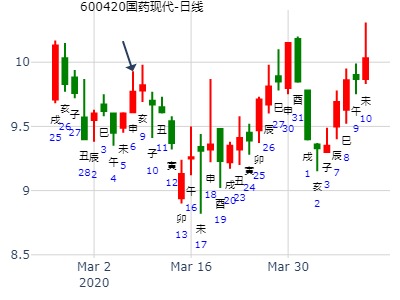 600420国药现代-日线
10
9.5
9
8.5
戌
25
亥
26
子
27
丑
28
辰
2
巳
3
午
4
未
5
申
6
亥
9
子
10
丑
11
寅
12
卯
13
午
16
未
17
申
18
酉
19
戌
20
丑
23
寅
24
卯
25
辰
26
巳
27
申
30
酉
31
戌
1
亥
2
子
3
辰
7
巳
8
午
9
未
10
Mar 2
2020
Mar 16
Mar 30